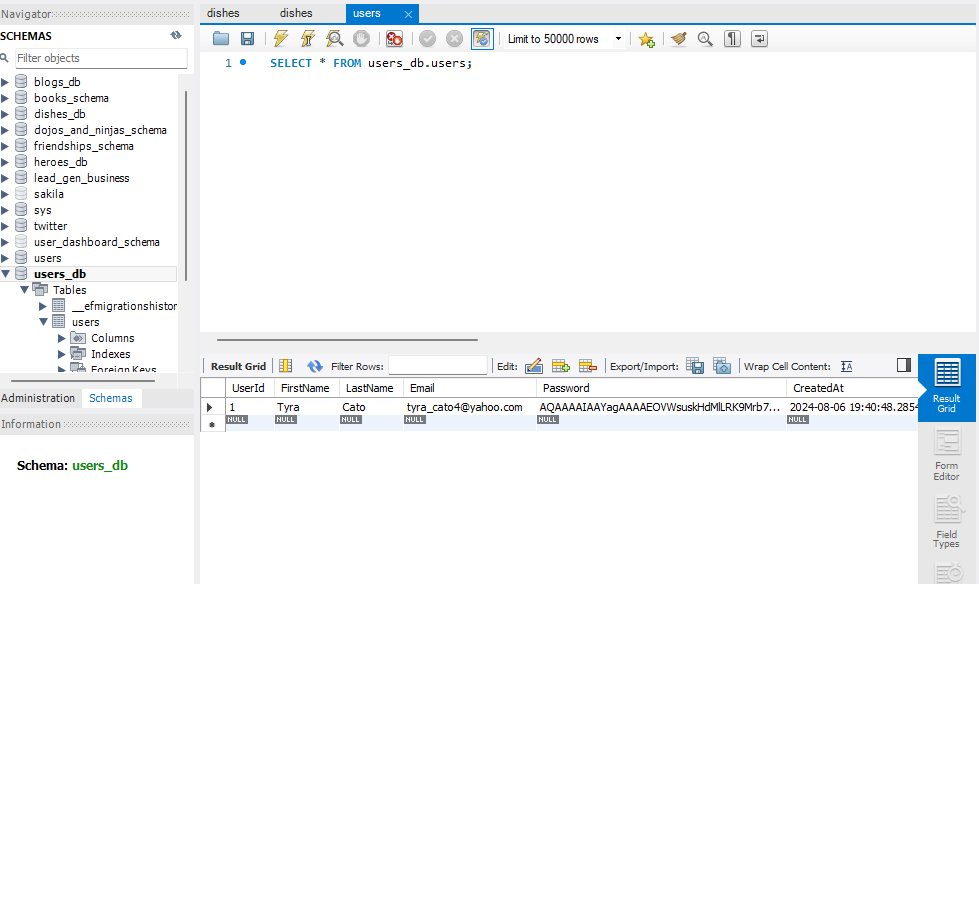 Navigator
SCHEMAS
Filter objects
blogs_db
books_schema
dishes_db
dojos_and_ninjas_schema
friendships_schema
heroes_db
lead_gen_business
sakila
sys
twitter
user_dashboard_schema
users
users_db
Tables
__efmigrationshistor
users
Columns
Indexes
Foreign Keys
Administration Schemas
Information
Schema: users_db
dishes dishes users
Limit to 50000 rows
1 SELECT * FROM users_db.users;
Result Grid Filter Rows: Edit: Export/Import: Wrap Cell Content: IA
UserId FirstName LastName Email Password CreatedAt
1 Tyra Cato tyra_cato4@yahoo.com AQAAAAIAAYagAAAAEOVWsuskHdMlLRK9Mrb7... 2024-08-06 19:40:48.2854
NULL NULL NULL NULL NULL NULL
Result
Grid
Form
Editor
Field
Types